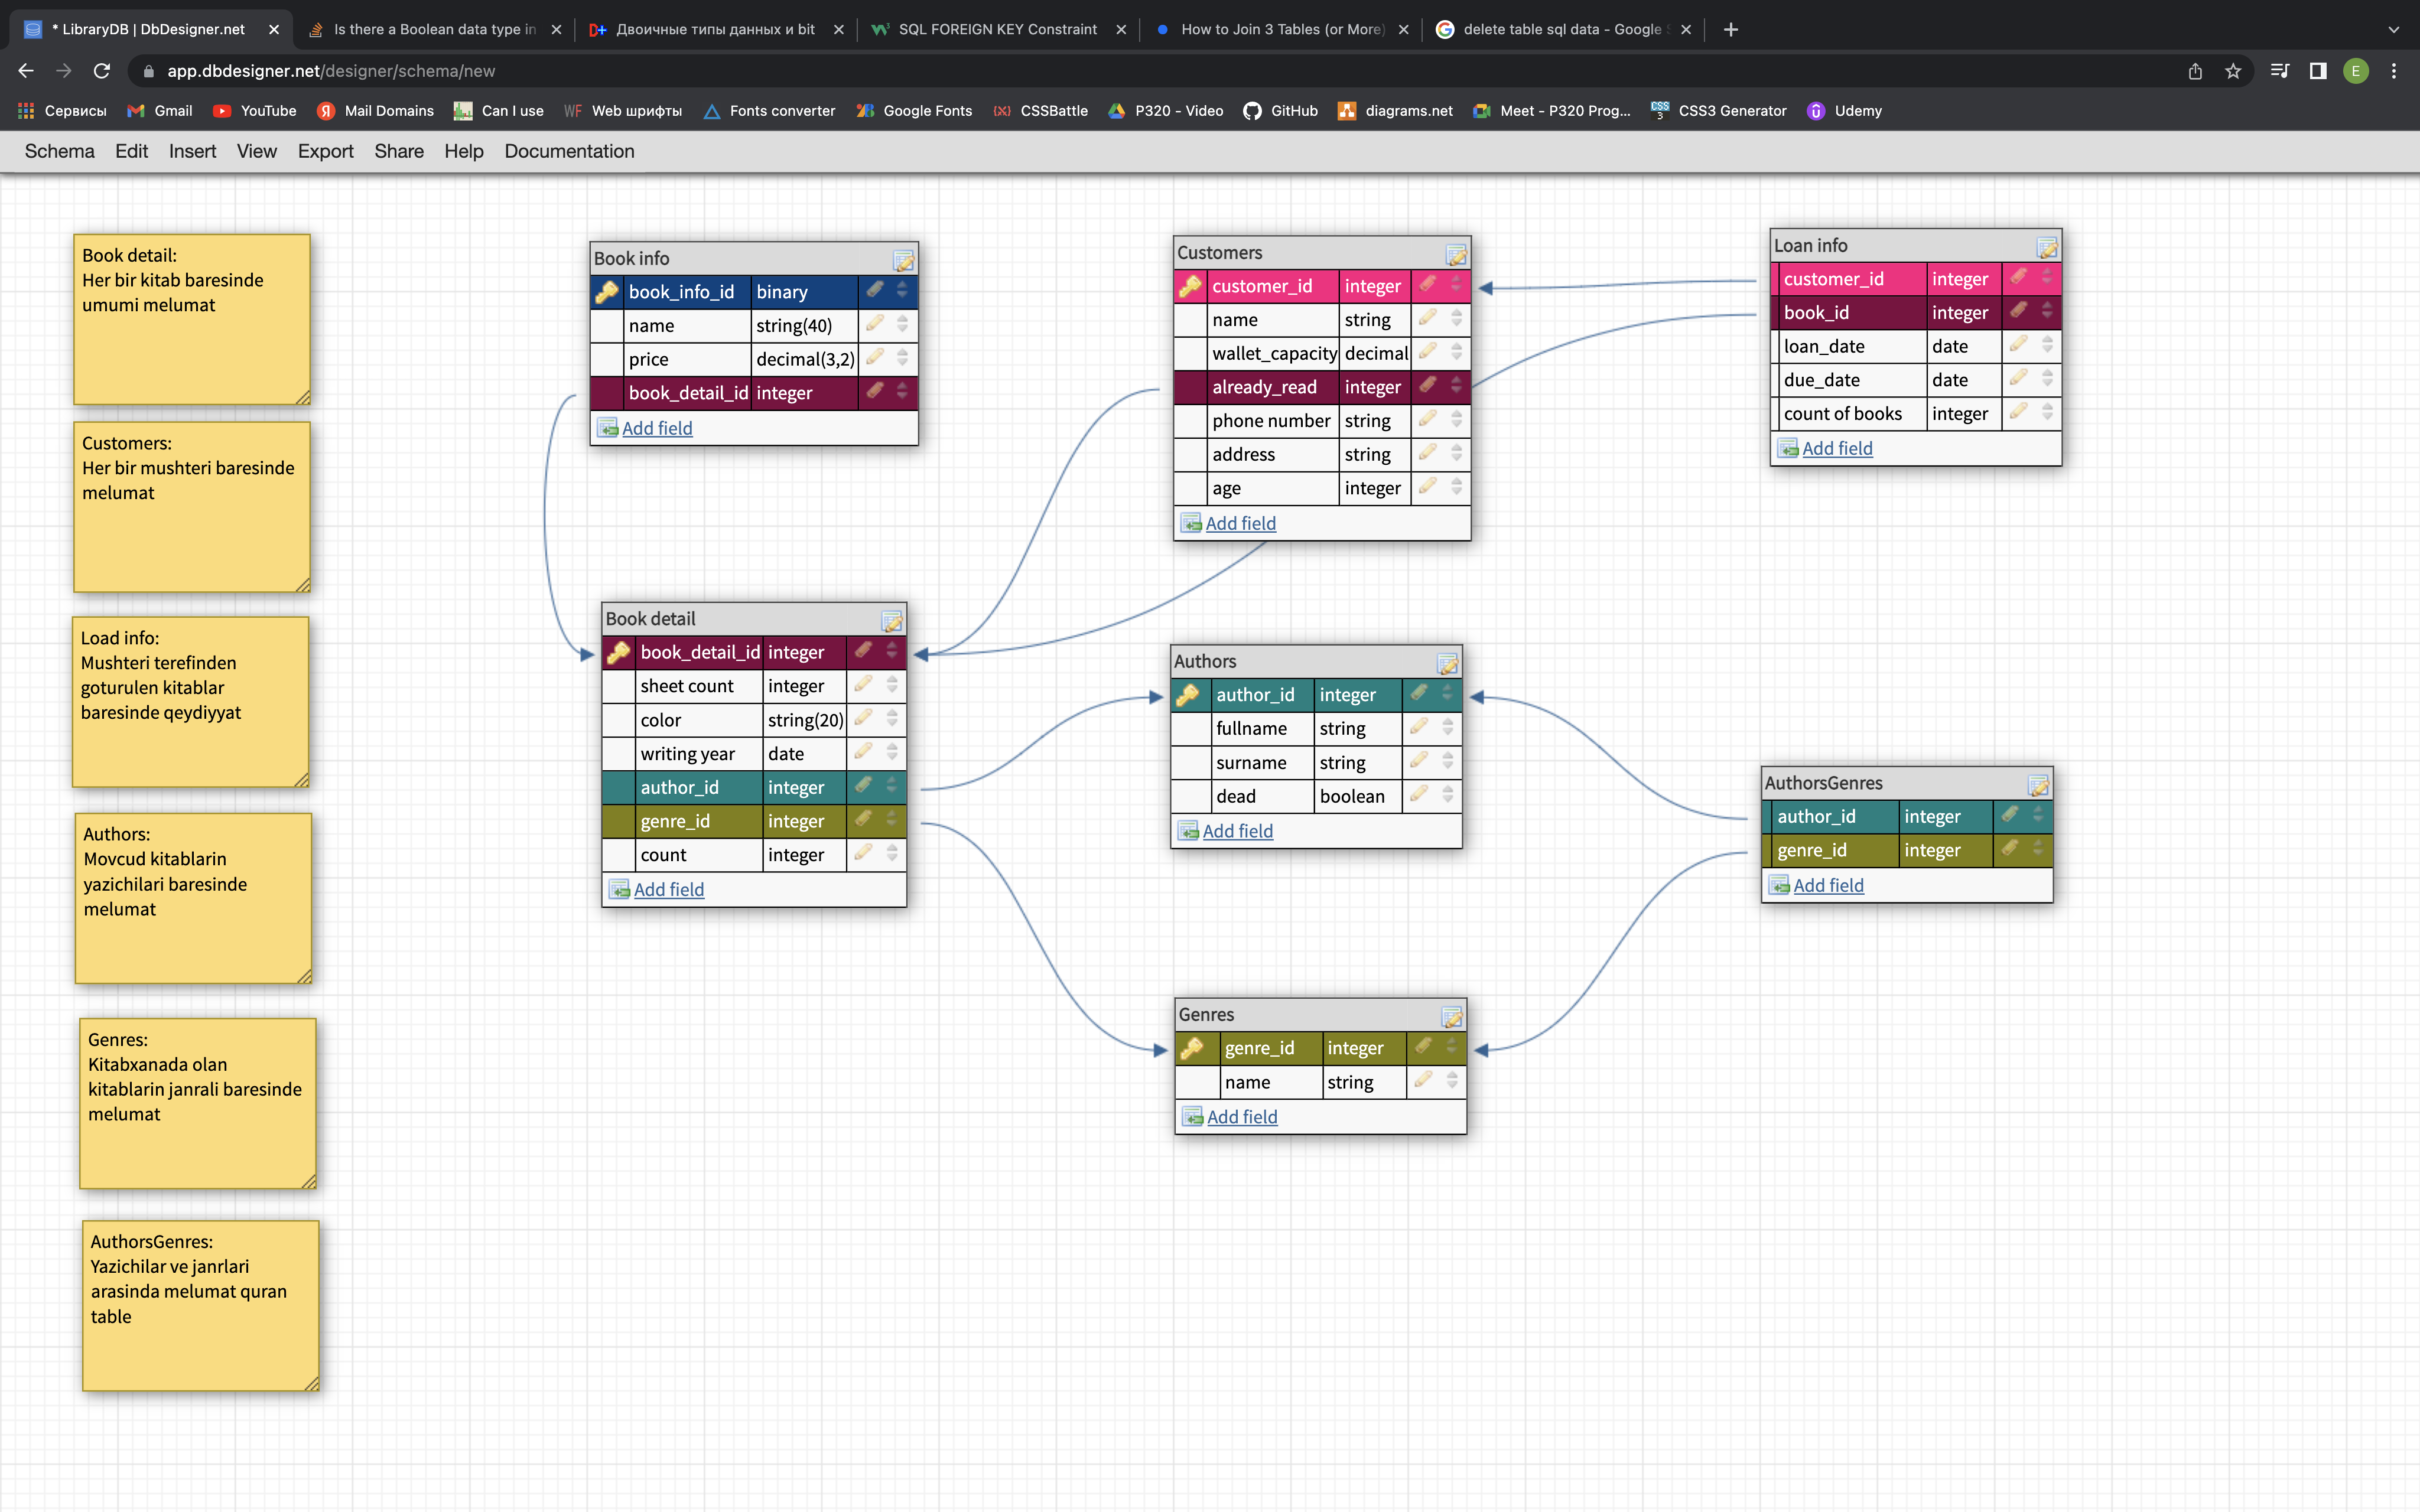 * LibraryDB | DbDesigner.net
Is there a Boolean data type in
Двоичные типы данных и bit
SQL FOREIGN KEY Constraint
How to Join 3 Tables (or More)
delete table sql data - Google S
app.dbdesigner.net/designer/schema/new
E
Сервисы
Gmail
YouTube
Mail Domains
Can I use
WF Web шрифты
Fonts converter
Google Fonts
CSSBattle
P320 - Video
GitHub
diagrams.net
Meet - P320 Prog...
CSS3 Generator
Udemy
Schema Edit Insert View Export Share Help Documentation
Book detail:
Her bir kitab baresinde
umumi melumat
Customers:
Her bir mushteri baresinde
melumat
Load info:
Mushteri terefinden
goturulen kitablar
baresinde qeydiyyat
Authors:
Movcud kitablarin
yazichilari baresinde
melumat
Genres:
Kitabxanada olan
kitablarin janrali baresinde
melumat
AuthorsGenres:
Yazichilar ve janrlari
arasinda melumat quran
table
Book info
book_info_id binary
name string(40)
price decimal(3,2)
book_detail_id integer
Add field
Customers
customer_id integer
name string
wallet_capacity decimal
already_read integer
phone number string
address string
age integer
Add field
Loan info
customer_id integer
book_id integer
loan_date date
due_date date
count of books integer
Add field
Book detail
book_detail_id integer
sheet count integer
color string(20)
writing year date
author_id integer
genre_id integer
count integer
Add field
Authors
author_id integer
fullname string
surname string
dead boolean
Add field
AuthorsGenres
author_id integer
genre_id integer
Add field
Genres
genre_id integer
name string
Add field